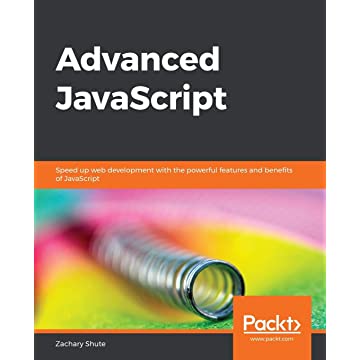 Advanced
JavaScript
Speed up web development with the powerful features and benefits
of JavaScript
Packt>
www.packt.com
Zachary Shute